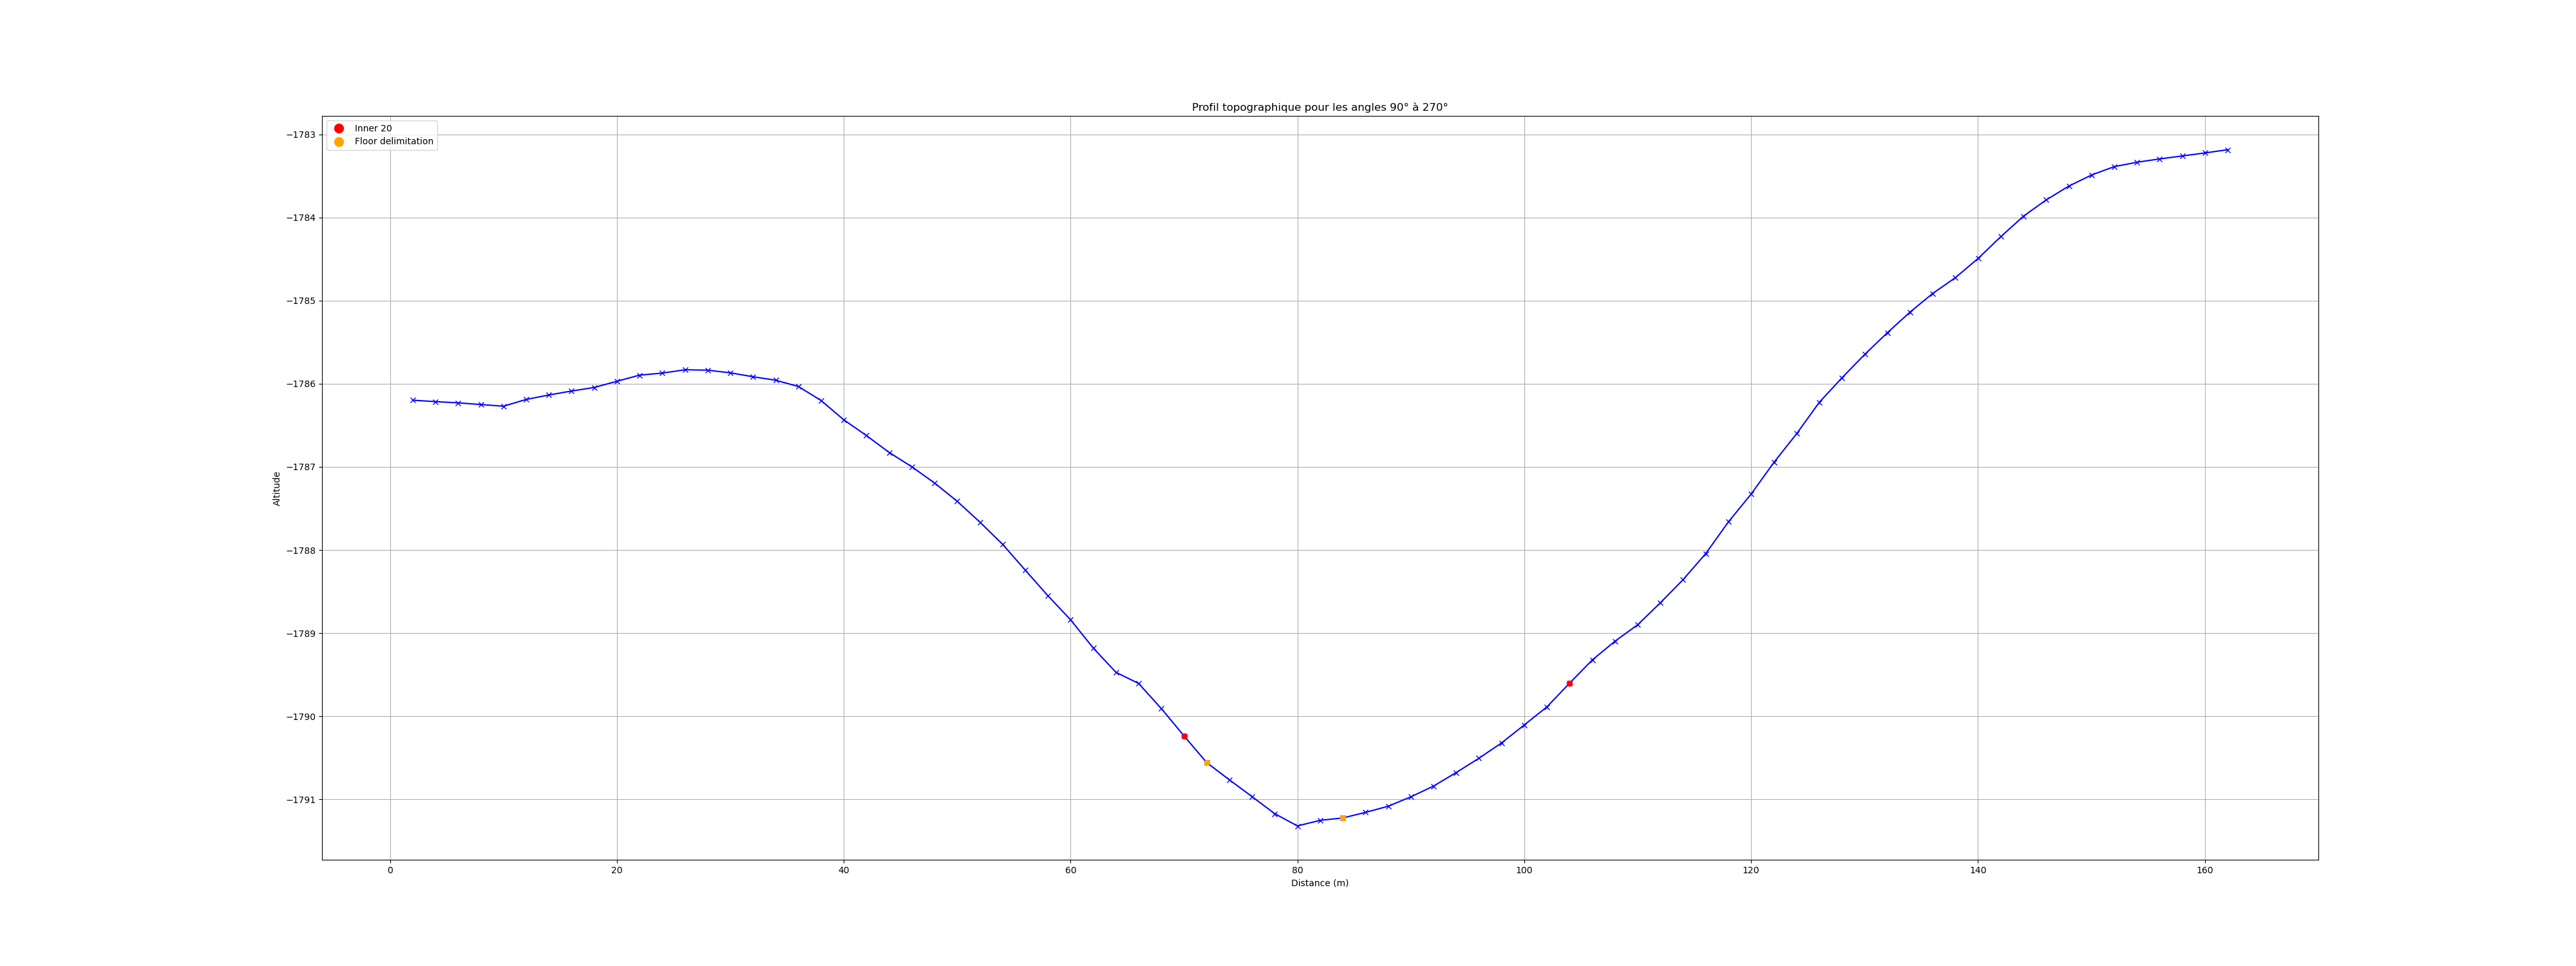 Profil topographique pour les angles 90° à 270°
Inner 20
Floor delimitation
−1783
−1784
−1785
−1786
−1787
−1788
−1789
−1790
−1791
Altitude
0 20 40 60 80 100 120 140 160
Distance (m)